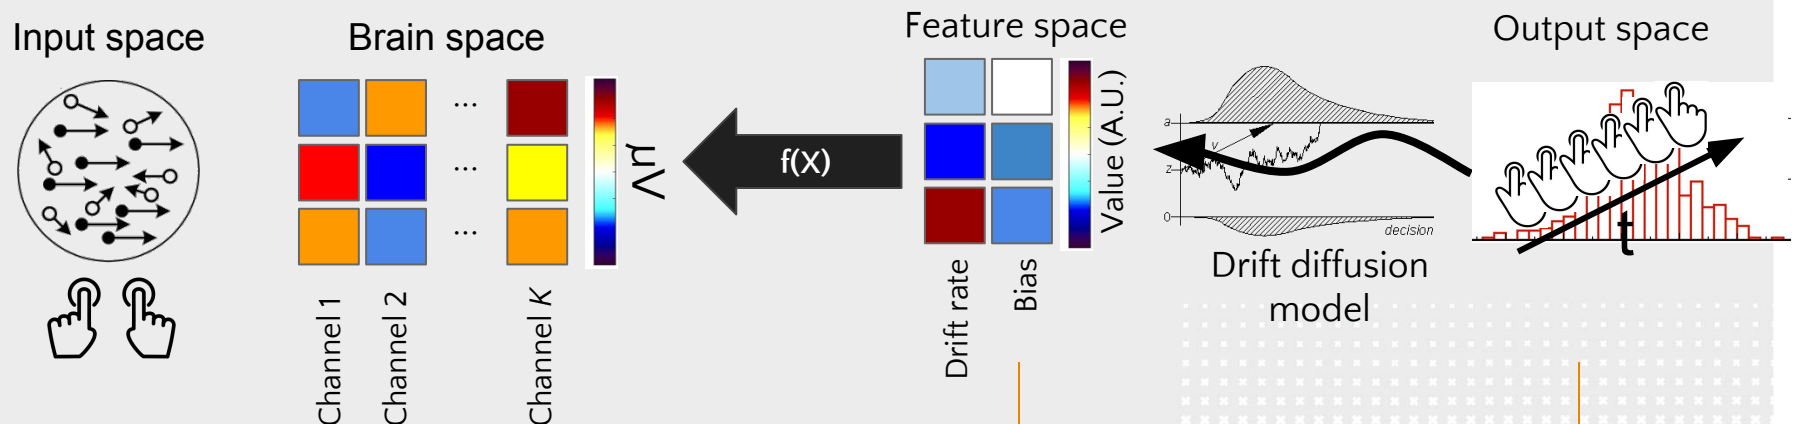 Input space
Brain space
Feature space
Output space
...
...
...
μV
Channel 1
Channel 2
Channel K
f(X)
Value (A.U.)
Drift rate
Bias
a
z
0
v
decision
Drift diffusion
model
t